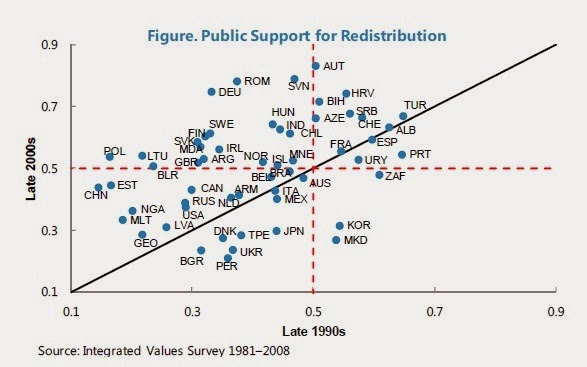 Figure. Public Support for Redistribution
Late 2000s
0.9
0.7
0.5
0.3
0.1
AUT
ROM
SVN
DEU
HRV
BIH
TUR
HUN
AZE
SRB
CHE
ALB
SWE
FIN
IND
CHL
SVK
MDA
IRL
FRA
ESP
POL
LTU
GBR
ARG
NOR
ISL
MNE
URY
PRT
BLR
BEL
BRA
AUS
ZAF
CHN
EST
CAN
ARM
ITA
RUS
NLD
MEX
NGA
USA
MLT
LVA
GEO
DNK
TPE
JPN
KOR
MKD
BGR
UKR
PER
0.1
0.3
0.5
0.7
0.9
Late 1990s
Source: Integrated Values Survey 1981–2008